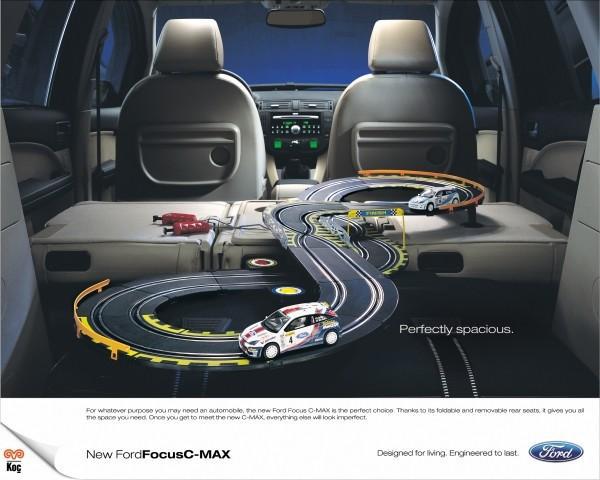 FINISH
4
Perfectly spacious.
For whatever purpose you may need an automobile, the new Ford Focus C-MAX is the perfect choice. Thanks to its foldable and removable rear seats, it gives you all
the space you need. Once you get to meet the new C-MAX, everything else will look imperfect.
New FordFocusC-MAX
Designed for living. Engineered to last.
Ford
Koç